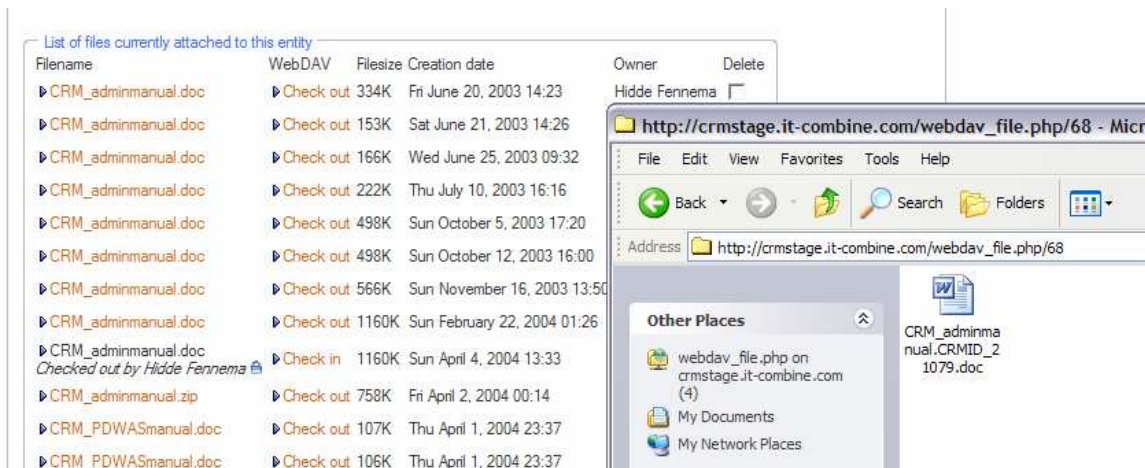 List of files currently attached to this entity
Filename WebDAV Filesize Creation date Owner Delete
CRM_adminmanual.doc Check out 334K Fri June 20, 2003 14:23 Hidde Fennema
CRM_adminmanual.doc Check out 153K Sat June 21, 2003 14:26
CRM_adminmanual.doc Check out 166K Wed June 25, 2003 09:32
CRM_adminmanual.doc Check out 222K Thu July 10, 2003 16:16
CRM_adminmanual.doc Check out 498K Sun October 5, 2003 17:20
CRM_adminmanual.doc Check out 498K Sun October 12, 2003 16:00
CRM_adminmanual.doc Check out 566K Sun November 16, 2003 13:50
CRM_adminmanual.doc Check out 1160K Sun February 22, 2004 01:26
CRM_adminmanual.doc
Checked out by Hidde Fennema
Check in 1160K Sun April 4, 2004 13:33
CRM_adminmanual.zip Check out 758K Fri April 2, 2004 00:14
CRM_PDWASmanual.doc Check out 107K Thu April 1, 2004 23:37
CRM_PDWASmanual.doc Check out 106K Thu April 1, 2004 23:37
http://crmstage.it-combine.com/webdav_file.php/68 - Micr
File Edit View Favorites Tools Help
Back Search Folders
Address http://crmstage.it-combine.com/webdav_file.php/68
Other Places
webdav_file.php on
crmstage.it-combine.com
(4)
My Documents
My Network Places
CRM_adminma
nual.CRMID_2
1079.doc